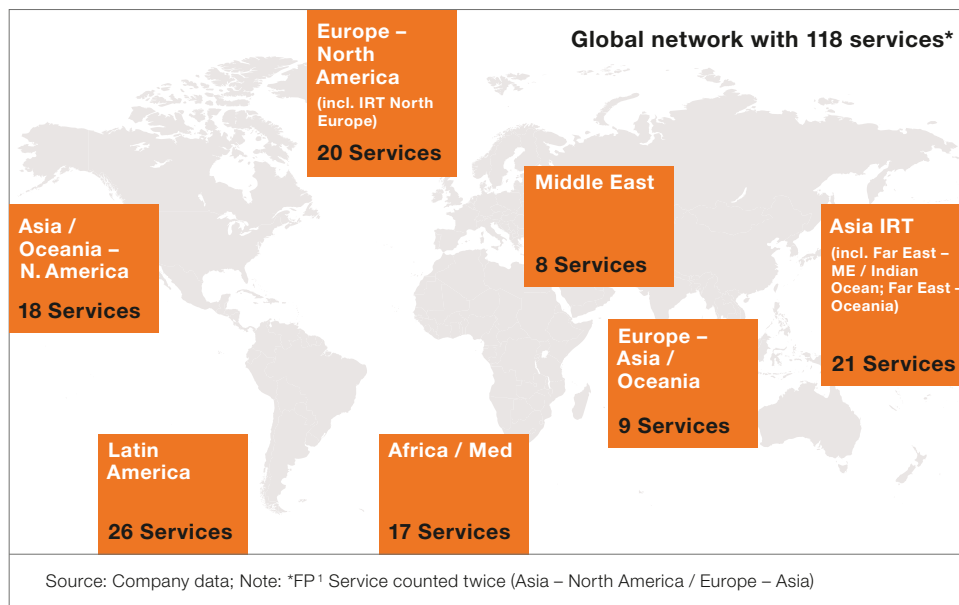 Global network with 118 services*
Europe –
North
America
(incl. IRT North
Europe)
20 Services
Middle East
8 Services
Asia /
Oceania –
N. America
18 Services
Asia IRT
(incl. Far East –
ME / Indian
Ocean; Far East –
Oceania)
21 Services
Europe –
Asia /
Oceania
9 Services
Latin
America
26 Services
Africa / Med
17 Services
Source: Company data; Note: *FP¹ Service counted twice (Asia – North America / Europe – Asia)